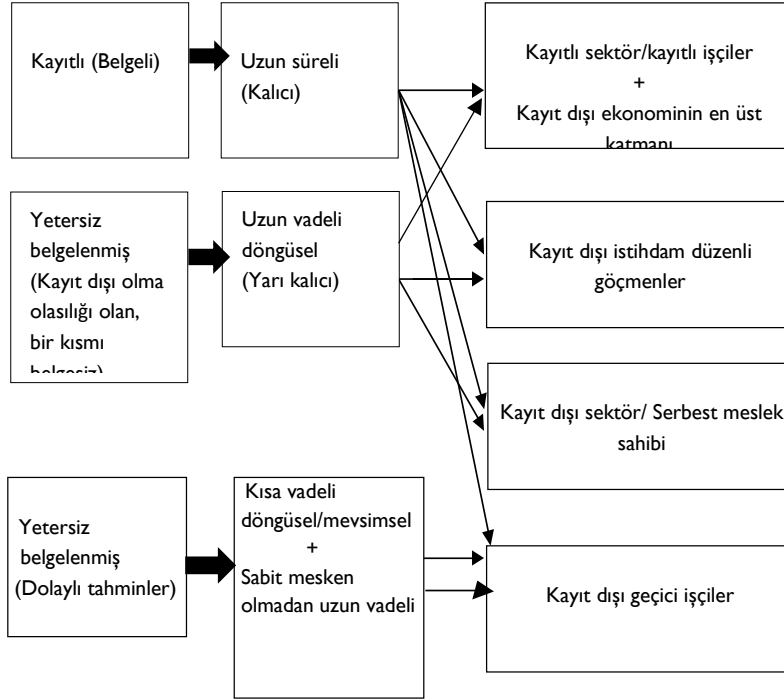 Kayıtlı (Belgeli)
Uzun süreli
(Kalıcı)
Kayıtlı sektör/kayıtlı işçiler
+
Kayıt dışı ekonominin en üst
katmanı
Yetersiz
belgelenmiş
(Kayıt dışı olma
olasılığı olan,
bir kısmı
belgesiz)
Uzun vadeli
döngüsel
(Yarı kalıcı)
Kayıt dışı istihdam düzenli
göçmenler
Kayıt dışı sektör/ Serbest meslek
sahibi
Yetersiz
belgelenmiş
(Dolaylı tahminler)
Kısa vadeli
döngüsel/mevsimsel
+
Sabit mesken
olmadan uzun vadeli
Kayıt dışı geçici işçiler